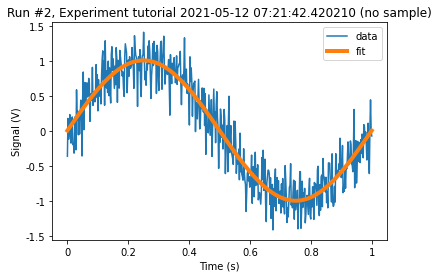 Run #2, Experiment tutorial 2021-05-12 07:21:42.420210 (no sample)
data
fit
Signal (V)
1.5
1
0.5
0
-0.5
-1
-1.5
0
0.2
0.4
0.6
0.8
1
Time (s)